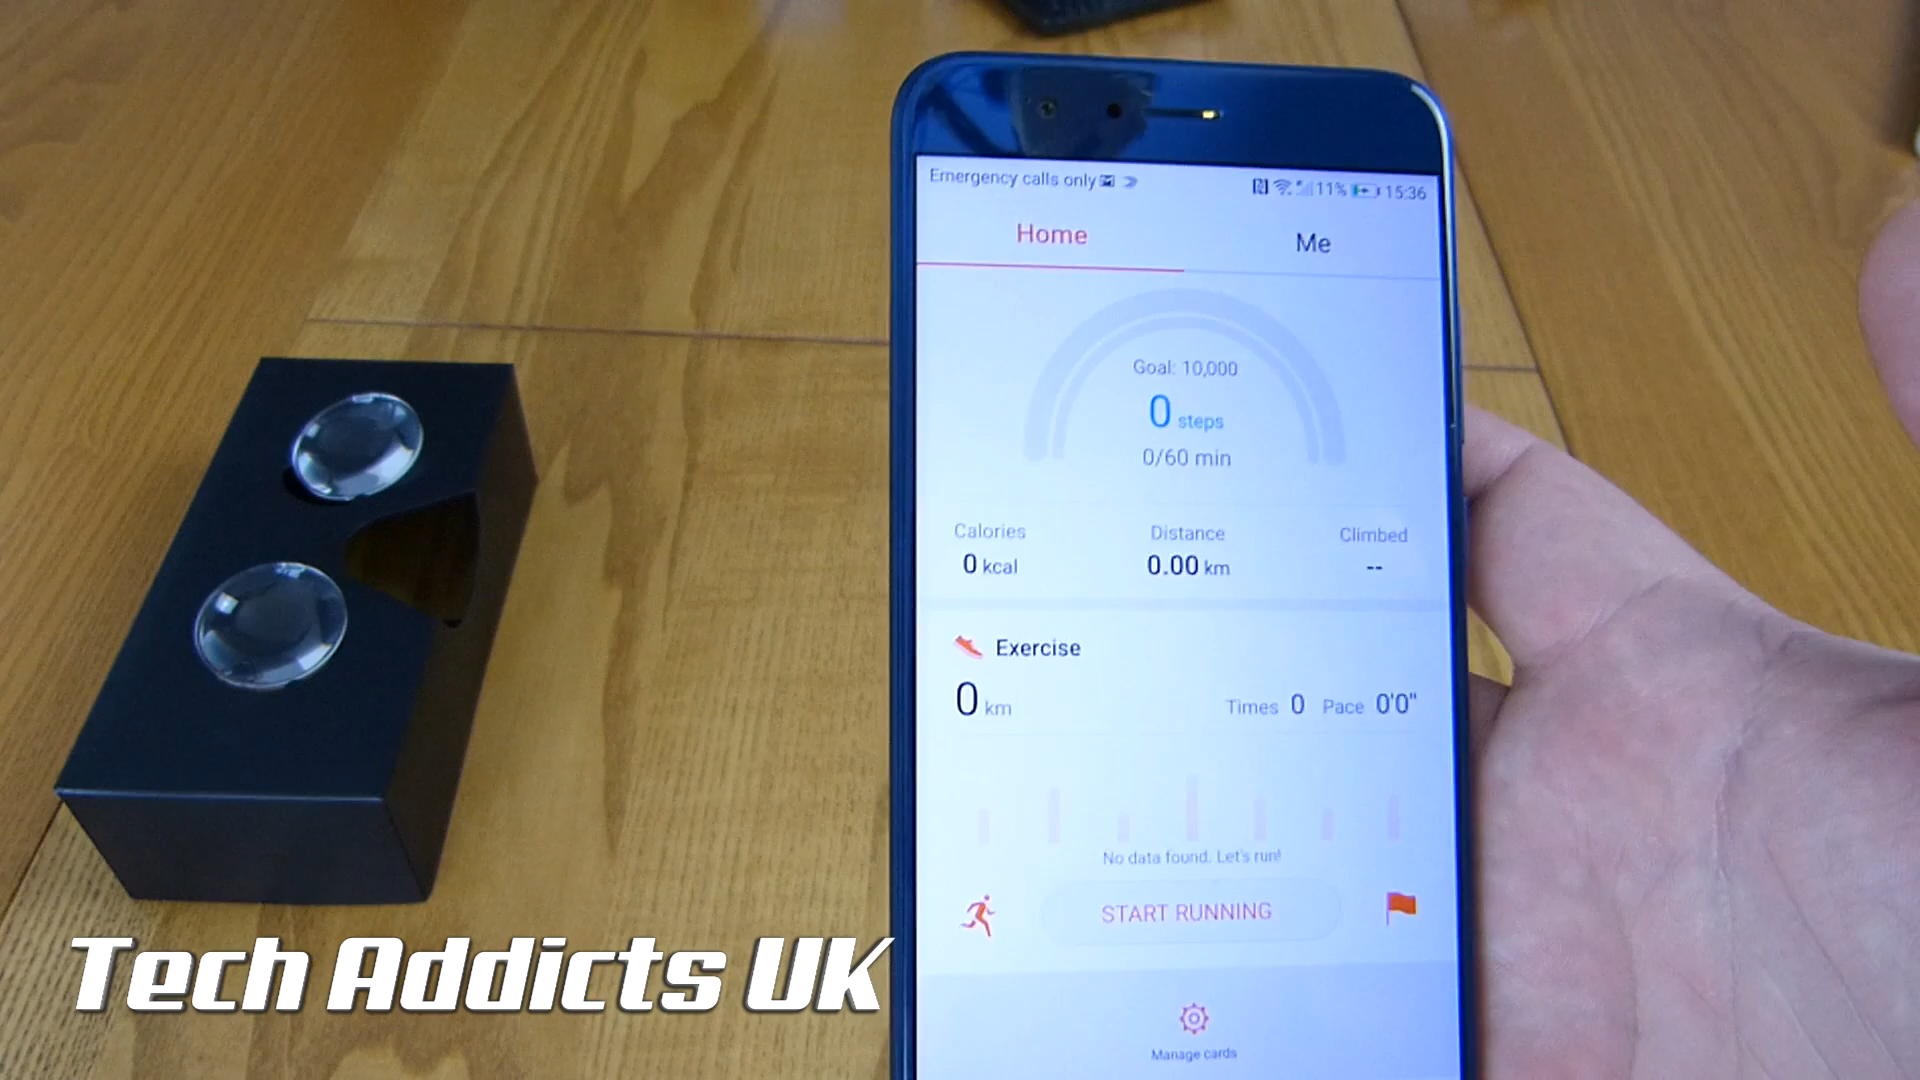 Emergency calls only 11% 15:36
Home Me
Goal: 10,000
0 steps
0/60 min
Calories Distance Climbed
0 kcal 0.00 km --
Exercise
0 km Times 0 Pace 0'0"
No data found. Let's run!
START RUNNING
Manage cards
Tech Addicts UK